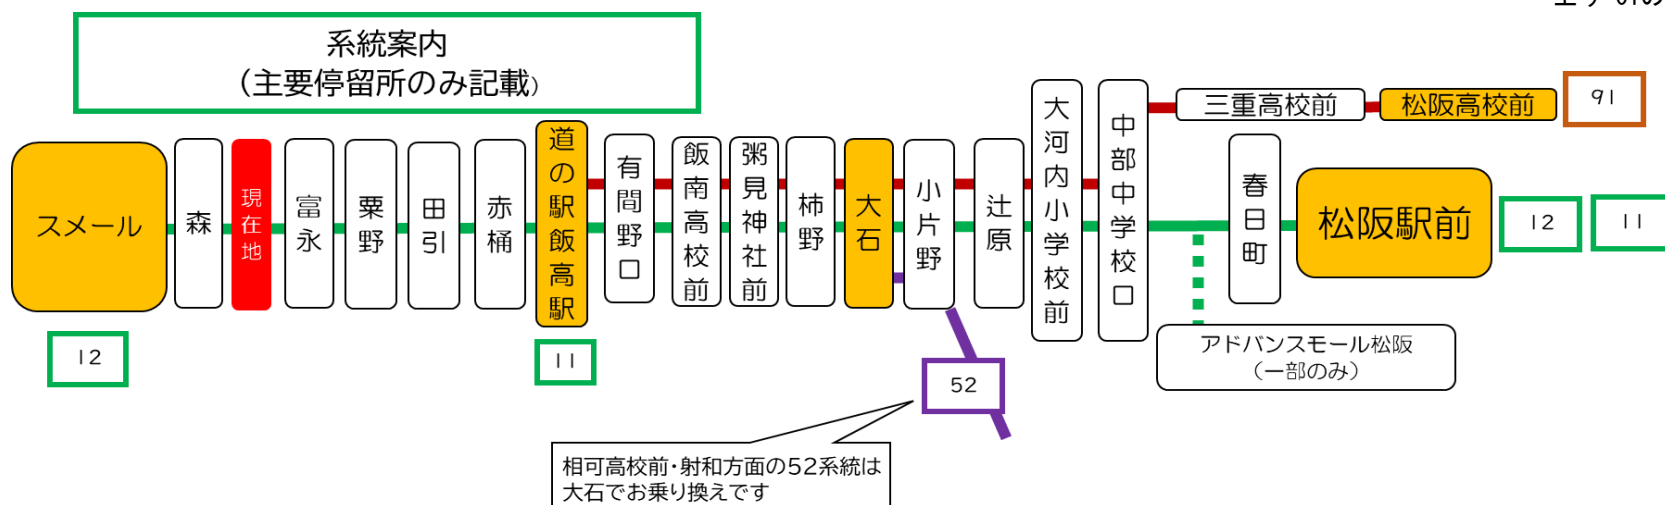 系統案内
(主要停留所のみ記載)
スメール
森
現在地
富永
粟野
田引
赤桶
道の駅飯高駅
有間野口
飯南高校前
粥見神社前
柿野
大石
小片野
辻原
大河内小学校前
中部中学校口
三重高校前
松阪高校前
91
春日町
松阪駅前
12
11
アドバンスモール松阪
(一部のみ)
12
11
52
相可高校前・射和方面の52系統は
大石でお乗り換えです